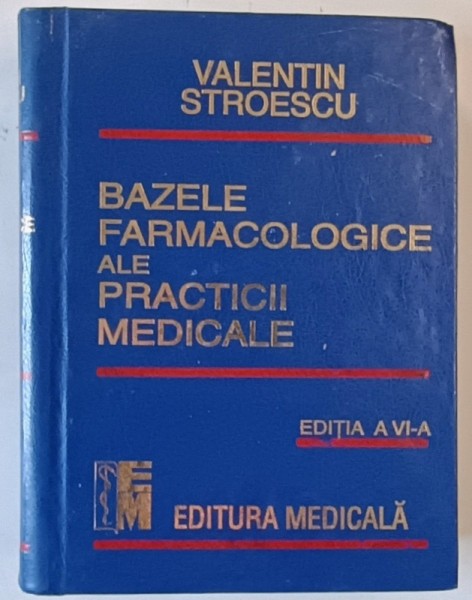 VALENTIN
STROESCU
BAZELE
FARMACOLOGICE
ALE
PRACTICII
MEDICALE
EDIȚIA A VI-A
EM
EDITURA MEDICALĂ